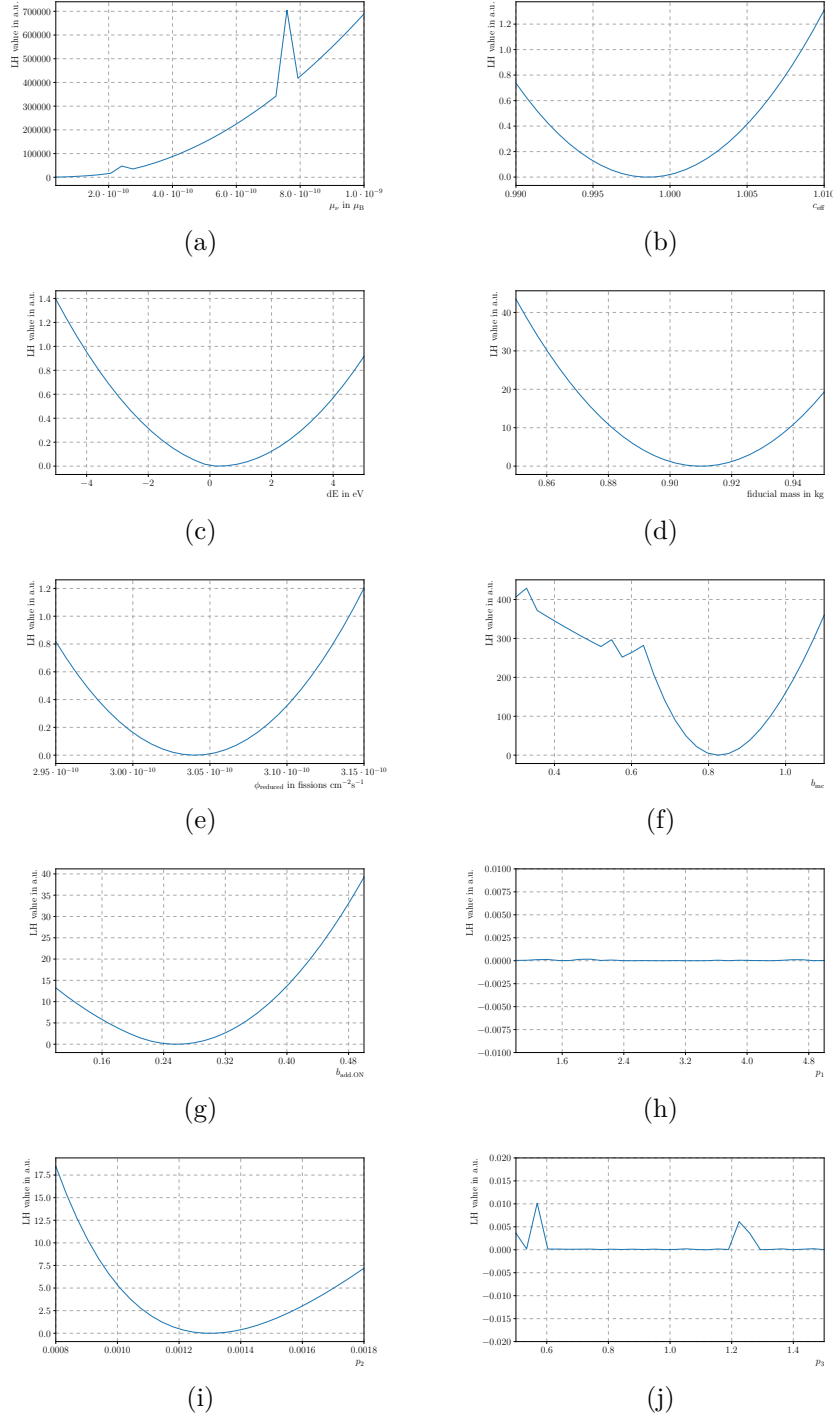 LH value in a.u.
700000
600000
500000
400000
300000
200000
100000
0
2.0 · 10⁻¹⁰ 4.0 · 10⁻¹⁰ 6.0 · 10⁻¹⁰ 8.0 · 10⁻¹⁰ 1.0 · 10⁻⁹
μ_ν in μ_B
(a)
LH value in a.u.
1.2
1.0
0.8
0.6
0.4
0.2
0.0
0.990 0.995 1.000 1.005 1.010
c_eff
(b)
LH value in a.u.
1.4
1.2
1.0
0.8
0.6
0.4
0.2
0.0
−4 −2 0 2 4
dE in eV
(c)
LH value in a.u.
40
30
20
10
0
0.86 0.88 0.90 0.92 0.94
fiducial mass in kg
(d)
LH value in a.u.
1.2
1.0
0.8
0.6
0.4
0.2
0.0
2.95 · 10⁻¹⁰ 3.00 · 10⁻¹⁰ 3.05 · 10⁻¹⁰ 3.10 · 10⁻¹⁰ 3.15 · 10⁻¹⁰
ϕ_reduced in fissions cm⁻²s⁻¹
(e)
LH value in a.u.
400
300
200
100
0
0.4 0.6 0.8 1.0
b_mc
(f)
LH value in a.u.
40
35
30
25
20
15
10
5
0
0.16 0.24 0.32 0.40 0.48
b_add.ON
(g)
LH value in a.u.
0.0100
0.0075
0.0050
0.0025
0.0000
−0.0025
−0.0050
−0.0075
−0.0100
1.6 2.4 3.2 4.0 4.8
p₁
(h)
LH value in a.u.
17.5
15.0
12.5
10.0
7.5
5.0
2.5
0.0
0.0008 0.0010 0.0012 0.0014 0.0016 0.0018
p₂
(i)
LH value in a.u.
0.020
0.015
0.010
0.005
0.000
−0.005
−0.010
−0.015
−0.020
0.6 0.8 1.0 1.2 1.4
p₃
(j)